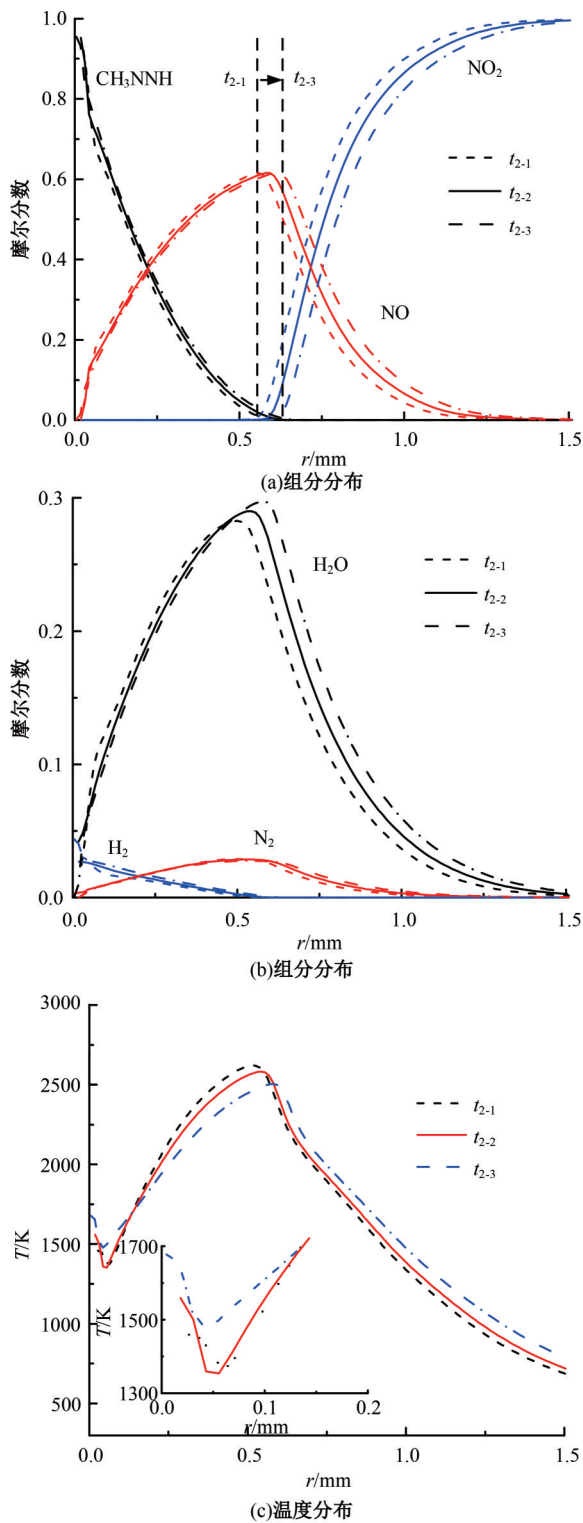 1.0
0.8
0.6
0.4
0.2
0.0
摩尔分数
CH₃NNH
t₂₋₁
t₂₋₃
NO₂
t₂₋₁
t₂₋₂
t₂₋₃
NO
0.0
0.5
1.0
1.5
r/mm
(a)组分分布
0.3
0.2
0.1
0.0
摩尔分数
H₂O
t₂₋₁
t₂₋₂
t₂₋₃
H₂
N₂
0.0
0.5
1.0
1.5
r/mm
(b)组分分布
3000
2500
2000
1500
1000
500
T/K
t₂₋₁
t₂₋₂
t₂₋₃
1700
1500
1300
T/K
0.0
0.1
0.2
r/mm
0.0
0.5
1.0
1.5
r/mm
(c)温度分布